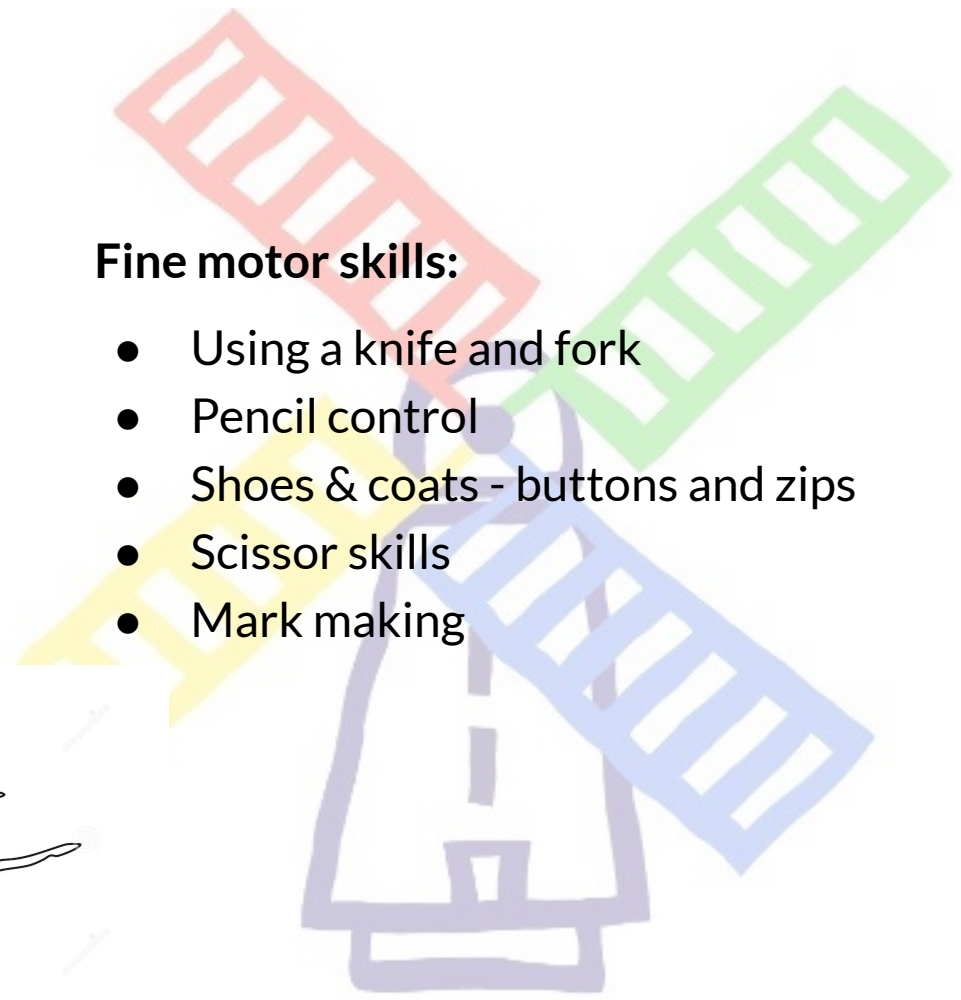 Fine motor skills:
● Using a knife and fork
● Pencil control
● Shoes & coats - buttons and zips
● Scissor skills
● Mark making